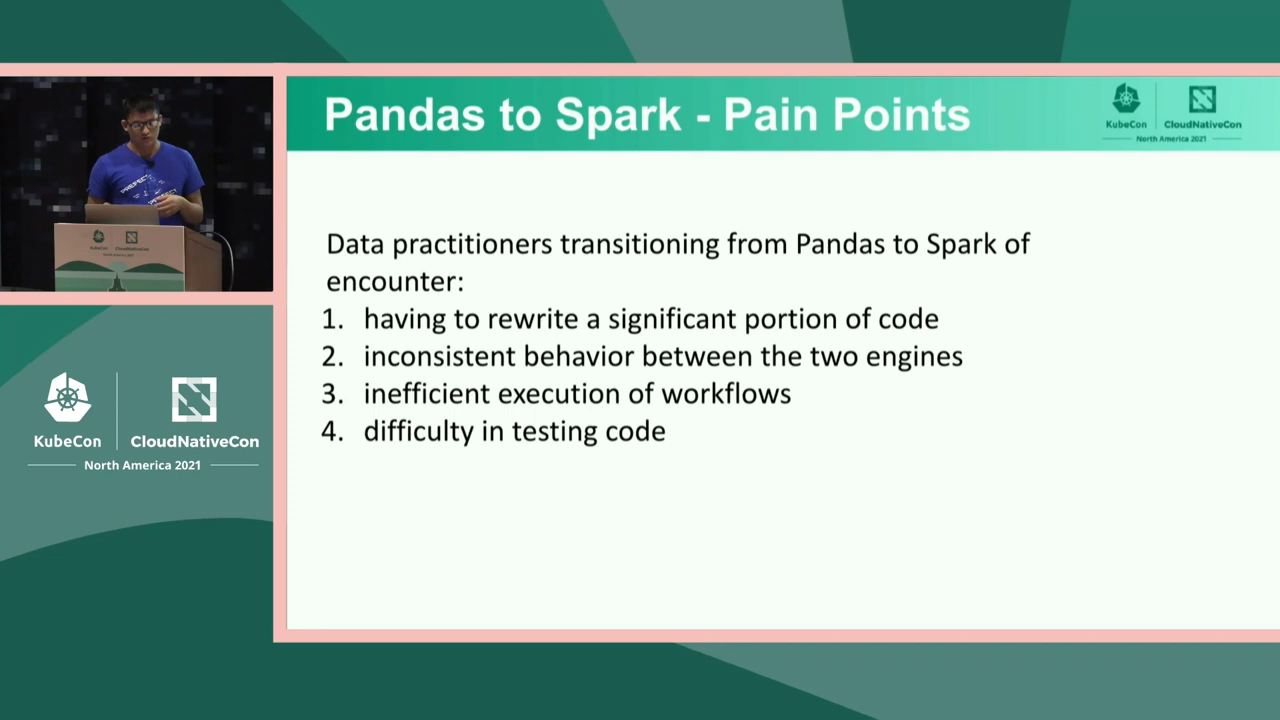 Pandas to Spark - Pain Points
KubeCon
CloudNativeCon
North America 2021
Data practitioners transitioning from Pandas to Spark of
encounter:
1. having to rewrite a significant portion of code
2. inconsistent behavior between the two engines
3. inefficient execution of workflows
4. difficulty in testing code
PREFECT
KubeCon
CloudNativeCon
North America 2021